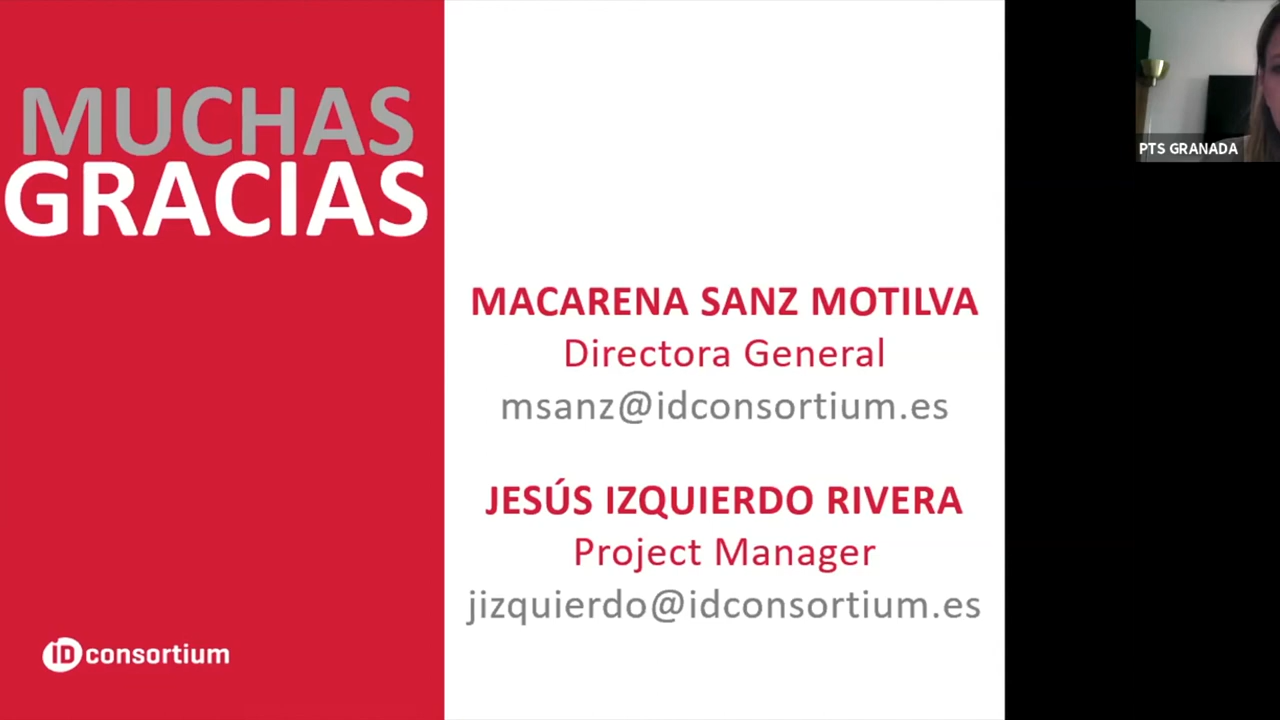 MUCHAS
GRACIAS
MACARENA SANZ MOTILVA
Directora General
msanz@idconsortium.es
JESÚS IZQUIERDO RIVERA
Project Manager
jizquierdo@idconsortium.es
ID consortium
PTS GRANADA